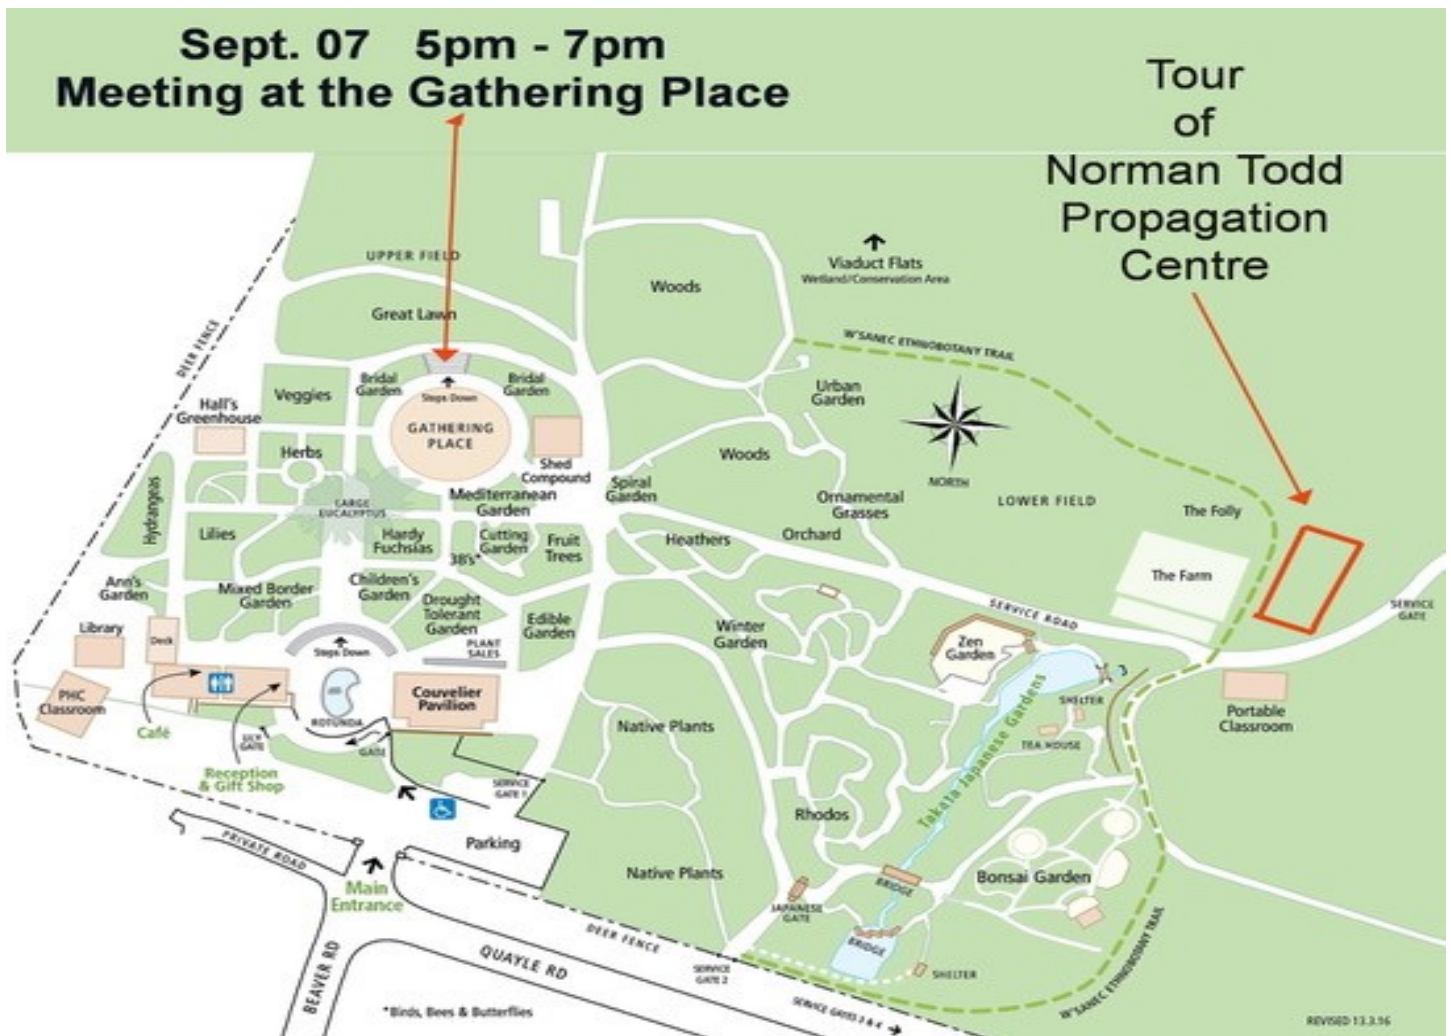 Sept. 07 5pm - 7pm
Meeting at the Gathering Place
Tour
of
Norman Todd
Propagation
Centre
UPPER FIELD
Great Lawn
DEER FENCE
Woods
Viaduct Flats
Wetland/Conservation Area
W'SANEC ETHNOBOTANY TRAIL
Bridal
Garden
Steps Down
Bridal
Garden
Veggies
Hall's
Greenhouse
GATHERING
PLACE
Urban
Garden
Herbs
Shed
Compound
Woods
NORTH
LOWER FIELD
Spiral
Garden
Mediterranean
Garden
LARGE
EUCALYPTUS
Ornamental
Grasses
The Folly
Hydrangeas
Lilies
Hardy
Fuchsias
Cutting
Garden
38's*
Fruit
Trees
Heathers
Orchard
The Farm
SERVICE ROAD
SERVICE
GATE
Ann's
Garden
Mixed Border
Garden
Children's
Garden
Drought
Tolerant
Garden
Edible
Garden
Winter
Garden
Zen
Garden
Library
Deck
Steps Down
PLANT
SALES
PHC
Classroom
Café
ROTUNDA
Couvelier
Pavilion
LILY
GATE
GATE
Reception
& Gift Shop
SERVICE
GATE 1
Native Plants
Takata Japanese Gardens
SHELTER
TEA HOUSE
Portable
Classroom
Rhodos
Parking
PRIVATE ROAD
Main
Entrance
Native Plants
JAPANESE
GATE
BRIDGE
Bonsai Garden
BRIDGE
SHELTER
DEER FENCE
SERVICE
GATE 2
W'SANEC ETHNOBOTANY TRAIL
BEAVER RD
QUAYLE RD
*Birds, Bees & Butterflies
SERVICE GATES 3 & 4
REVISED 13.3.16